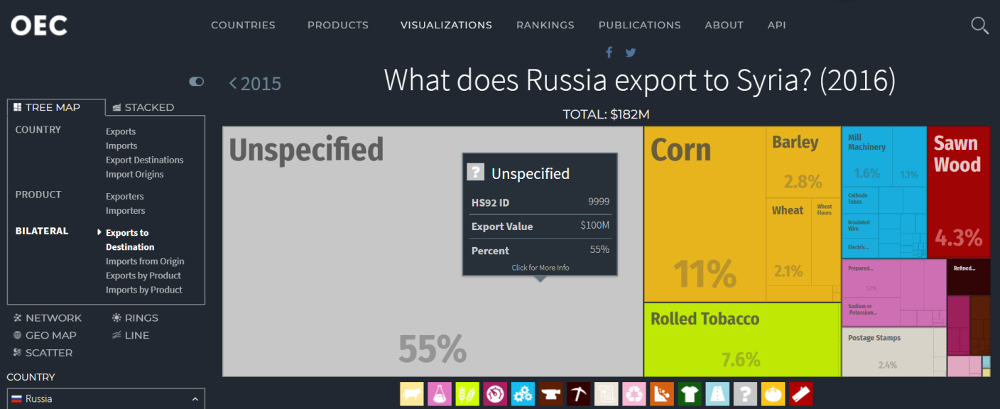 OEC
COUNTRIES PRODUCTS VISUALIZATIONS RANKINGS PUBLICATIONS ABOUT API
< 2015
What does Russia export to Syria? (2016)
TOTAL: $182M
TREE MAP
STACKED
COUNTRY
Exports
Imports
Export Destinations
Import Origins
PRODUCT
Exporters
Importers
BILATERAL
Exports to
Destination
Imports from Origin
Exports by Product
Imports by Product
NETWORK
RINGS
GEO MAP
LINE
SCATTER
COUNTRY
Russia
Unspecified
55%
? Unspecified
HS92 ID 9999
Export Value $100M
Percent 55%
Click for More Info
Corn
11%
Barley
2.8%
Wheat
2.1%
Wheat
Flours
Rolled Tobacco
7.6%
Mill
Machinery
1.6%
1.1%
Cathode
Tubes
Insulated
Wire
Electric...
Sawn
Wood
4.3%
Prepared...
1.2%
Sodium or
Potassium...
Refined...
Postage Stamps
2.4%
?